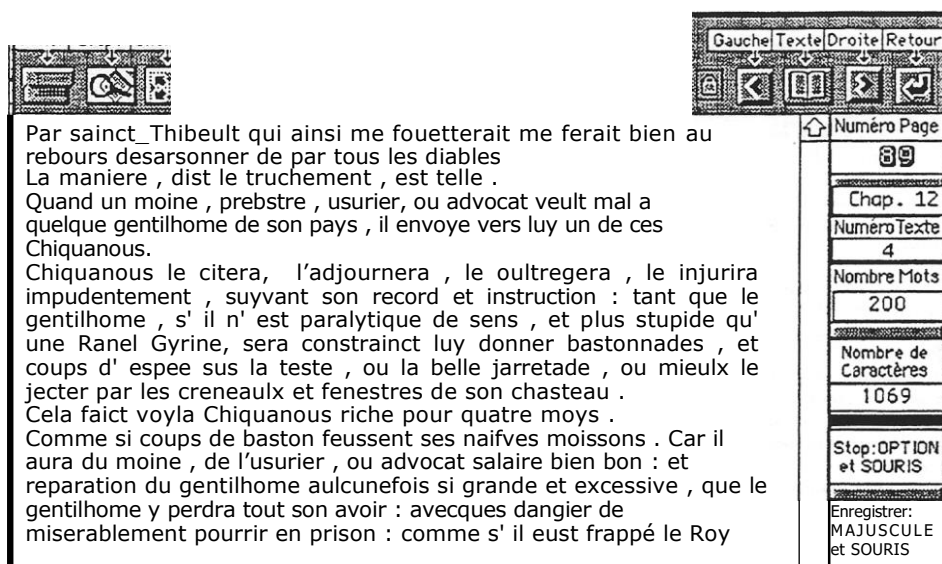 Gauche Texte Droite Retour
Par sainct_Thibeult qui ainsi me fouetterait me ferait bien au
rebours desarsonner de par tous les diables
La maniere , dist le truchement , est telle .
Quand un moine , prebstre , usurier, ou advocat veult mal a
quelque gentilhome de son pays , il envoye vers luy un de ces
Chiquanous.
Chiquanous le citera, l’adjournera , le oultregera , le injurira
impudentement , suyvant son record et instruction : tant que le
gentilhome , s' il n' est paralytique de sens , et plus stupide qu'
une Ranel Gyrine, sera constrainct luy donner bastonnades , et
coups d' espee sus la teste , ou la belle jarretade , ou mieulx le
jecter par les creneaulx et fenestres de son chasteau .
Cela faict voyla Chiquanous riche pour quatre moys .
Comme si coups de baston feussent ses naifves moissons . Car il
aura du moine , de l’usurier , ou advocat salaire bien bon : et
reparation du gentilhome aulcunefois si grande et excessive , que le
gentilhome y perdra tout son avoir : avecques dangier de
miserablement pourrir en prison : comme s' il eust frappé le Roy
Numéro Page
89
Chap. 12
Numéro Texte
4
Nombre Mots
200
Nombre de
Caractères
1069
Stop:OPTION
et SOURIS
Enregistrer:
MAJUSCULE
et SOURIS